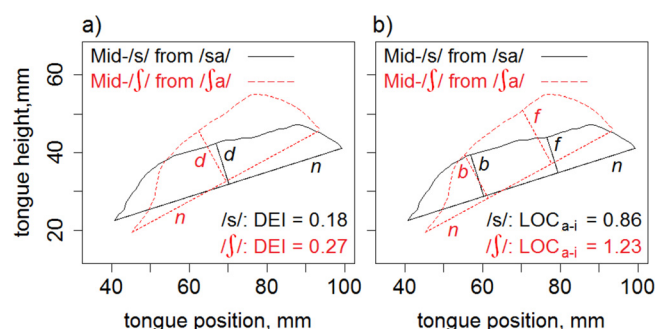 a)
Mid-/s/ from /sa/
Mid-/ʃ/ from /ʃa/
d
d
n
n
/s/: DEI = 0.18
/ʃ/: DEI = 0.27
b)
Mid-/s/ from /sa/
Mid-/ʃ/ from /ʃa/
f
f
b
b
n
n
/s/: LOCa-i = 0.86
/ʃ/: LOCa-i = 1.23
tongue height,mm
60
40
20
40 60 80 100
40 60 80 100
tongue position, mm
tongue position, mm